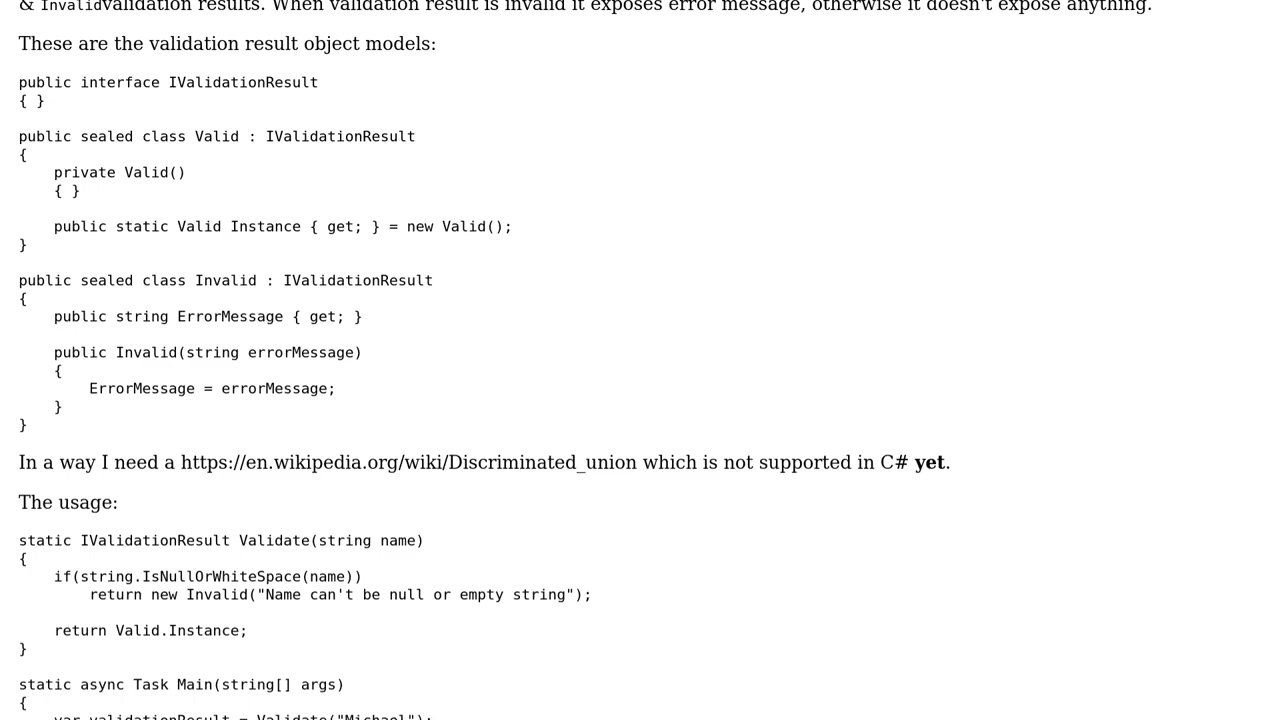 & Invalidvalidation results. When validation result is invalid it exposes error message, otherwise it doesn't expose anything.
These are the validation result object models:
public interface IValidationResult
{ }
public sealed class Valid : IValidationResult
{
    private Valid()
    { }
    public static Valid Instance { get; } = new Valid();
}
public sealed class Invalid : IValidationResult
{
    public string ErrorMessage { get; }
    public Invalid(string errorMessage)
    {
        ErrorMessage = errorMessage;
    }
}
In a way I need a https://en.wikipedia.org/wiki/Discriminated_union which is not supported in C# yet.
The usage:
static IValidationResult Validate(string name)
{
    if(string.IsNullOrWhiteSpace(name))
        return new Invalid("Name can't be null or empty string");
    return Valid.Instance;
}
static async Task Main(string[] args)
{
    var validationResult = Validate("Michael");